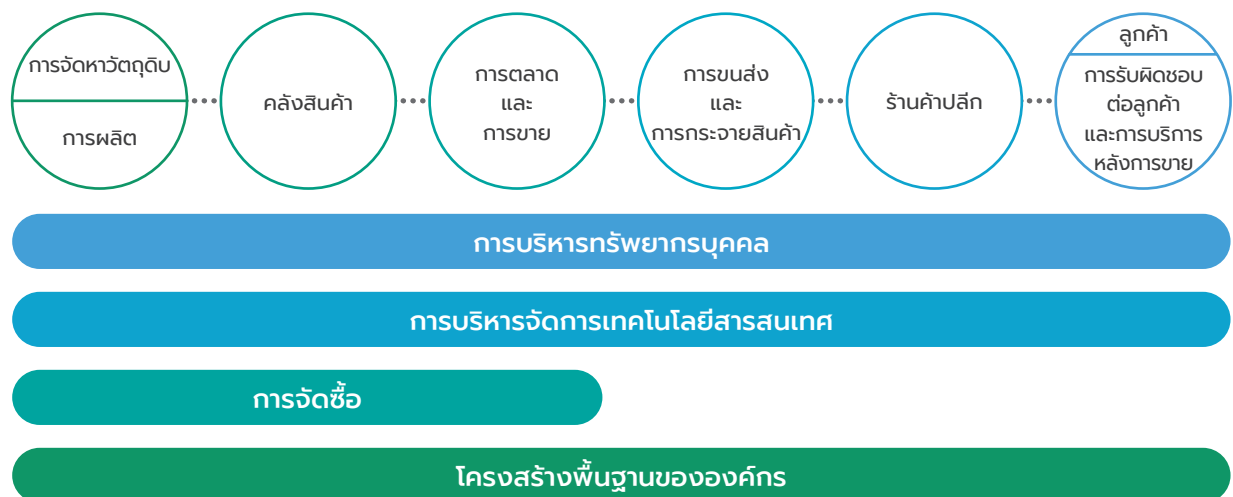 การจัดหาวัตถุดิบ
การผลิต
คลังสินค้า
การตลาด
และ
การขาย
การขนส่ง
และ
การกระจายสินค้า
ร้านค้าปลีก
ลูกค้า
การรับผิดชอบ
ต่อลูกค้า
และการบริการ
หลังการขาย
การบริหารทรัพยากรบุคคล
การบริหารจัดการเทคโนโลยีสารสนเทศ
การจัดซื้อ
โครงสร้างพื้นฐานขององค์กร